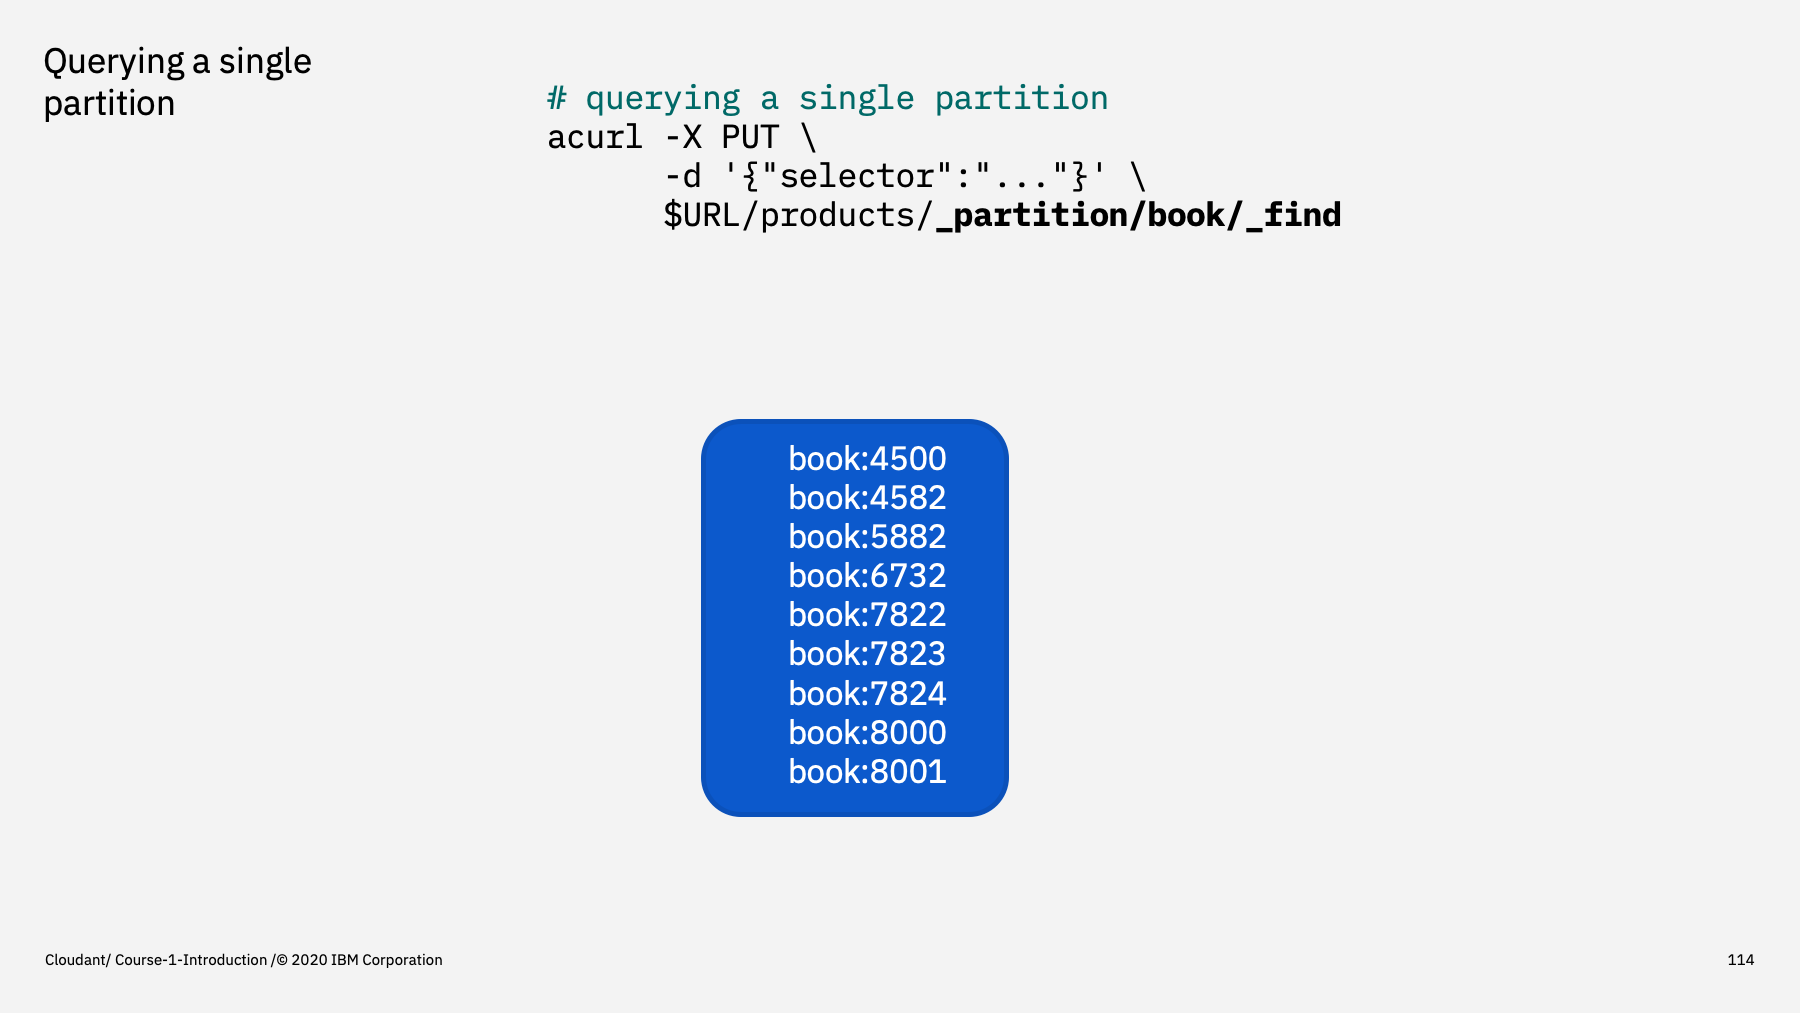 Querying a single
partition
# querying a single partition
acurl -X PUT \
-d '{"selector":"..."}' \
$URL/products/_partition/book/_find
book:4500
book:4582
book:5882
book:6732
book:7822
book:7823
book:7824
book:8000
book:8001
Cloudant/ Course-1-Introduction /© 2020 IBM Corporation
114